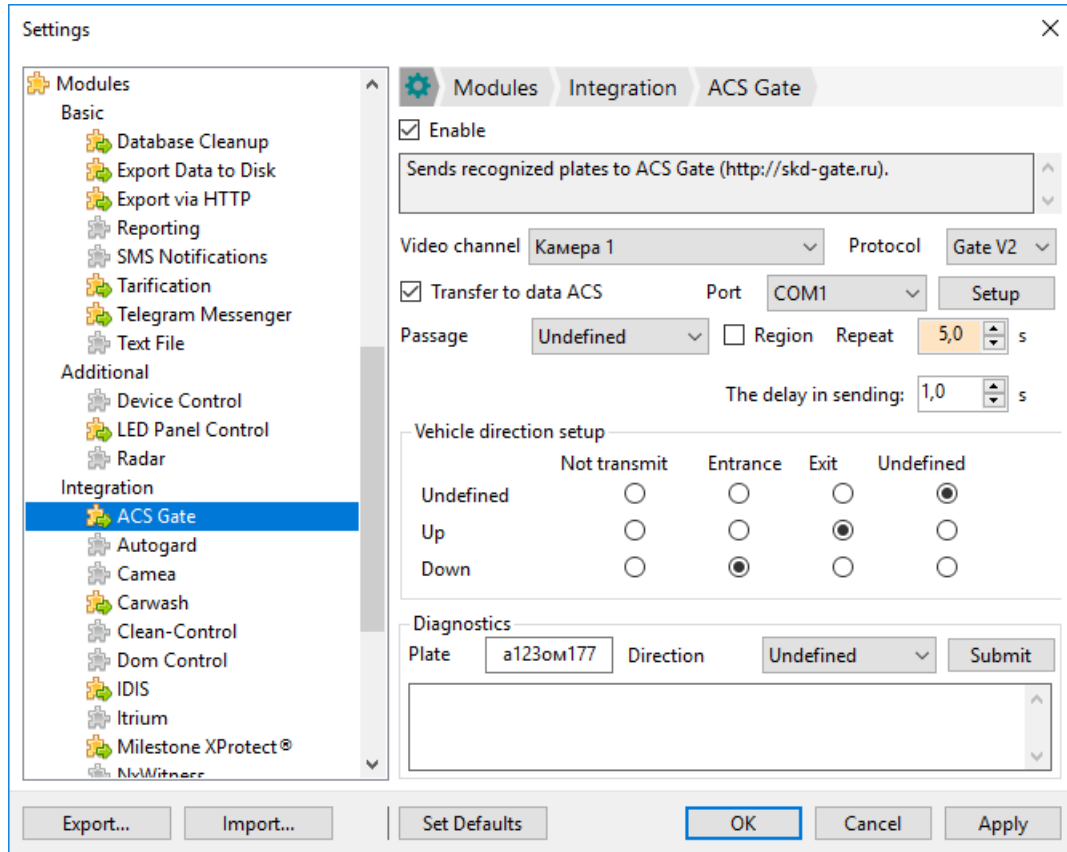 Settings
Modules
Basic
Database Cleanup
Export Data to Disk
Export via HTTP
Reporting
SMS Notifications
Tarification
Telegram Messenger
Text File
Additional
Device Control
LED Panel Control
Radar
Integration
ACS Gate
Autogard
Camea
Carwash
Clean-Control
Dom Control
IDIS
Itrium
Milestone XProtect®
NxWitness
Modules Integration ACS Gate
Enable
Sends recognized plates to ACS Gate (http://skd-gate.ru).
Video channel Камера 1 Protocol Gate V2
Transfer to data ACS Port COM1 Setup
Passage Undefined Region Repeat 5,0 s
The delay in sending: 1,0 s
Vehicle direction setup
Not transmit Entrance Exit Undefined
Undefined
Up
Down
Diagnostics
Plate а123ом177 Direction Undefined Submit
Export... Import... Set Defaults OK Cancel Apply